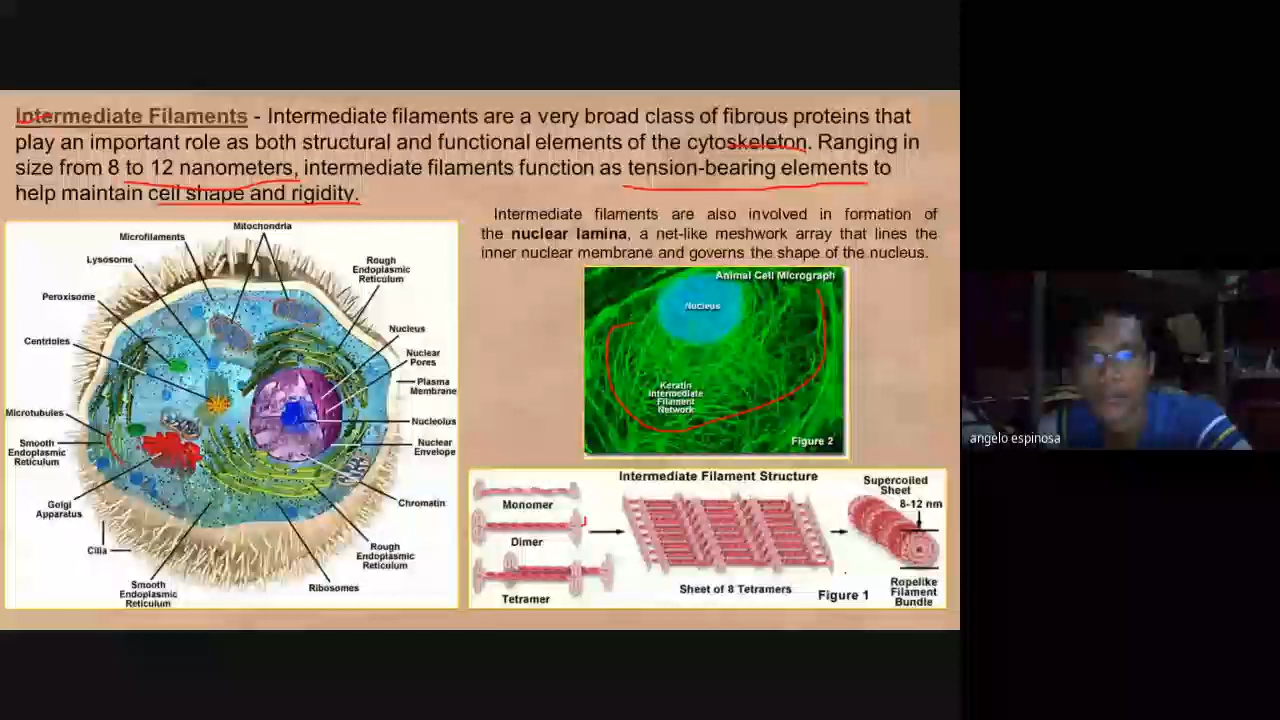 Intermediate Filaments - Intermediate filaments are a very broad class of fibrous proteins that
play an important role as both structural and functional elements of the cytoskeleton. Ranging in
size from 8 to 12 nanometers, intermediate filaments function as tension-bearing elements to
help maintain cell shape and rigidity.
Intermediate filaments are also involved in formation of
the nuclear lamina, a net-like meshwork array that lines the
inner nuclear membrane and governs the shape of the nucleus.
Mitochondria
Microfilaments
Lysosome
Rough
Endoplasmic
Reticulum
Peroxisome
Nucleus
Centrioles
Nuclear
Pores
Plasma
Membrane
Microtubules
Nucleolus
Smooth
Endoplasmic
Reticulum
Nuclear
Envelope
Golgi
Apparatus
Chromatin
Cilia
Rough
Endoplasmic
Reticulum
Smooth
Endoplasmic
Reticulum
Ribosomes
Animal Cell Micrograph
Nucleus
Keratin
Intermediate
Filament
Network
Figure 2
Intermediate Filament Structure
Monomer
Dimer
Tetramer
Sheet of 8 Tetramers
Figure 1
Supercoiled
Sheet
8-12 nm
Ropelike
Filament
Bundle
angelo espinosa